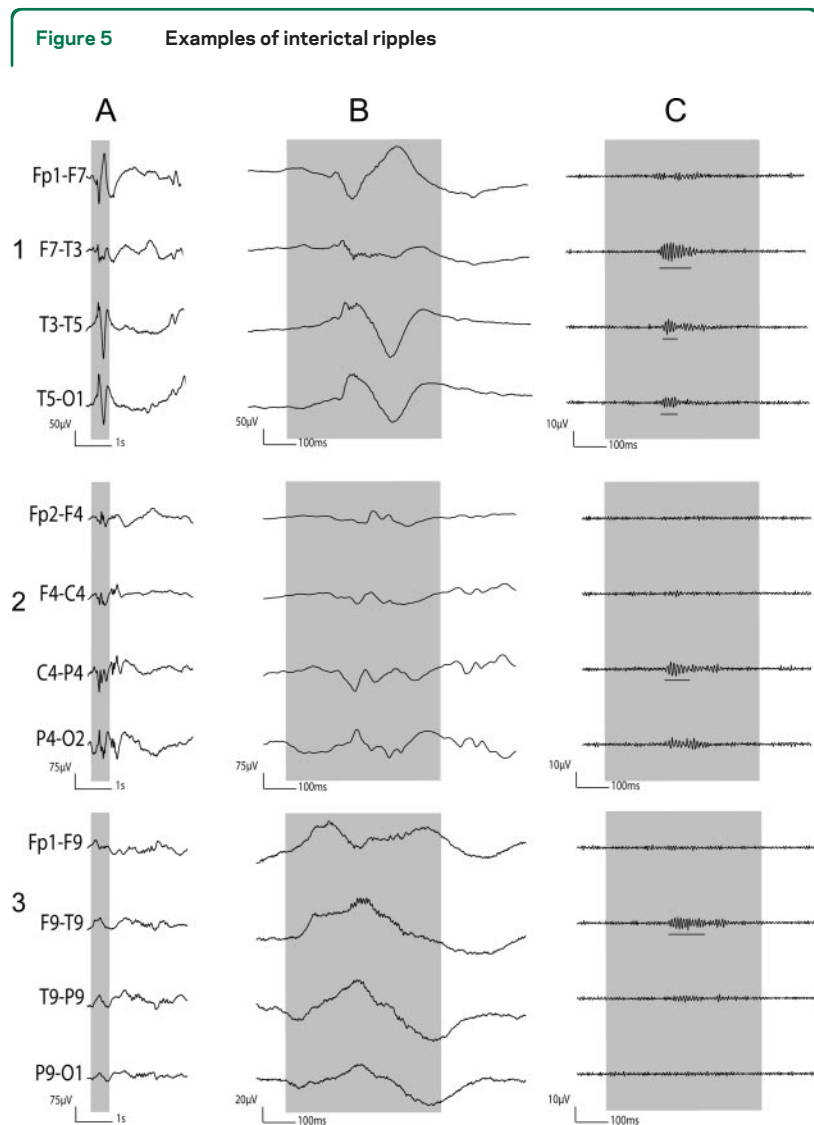 Figure 5 Examples of interictal ripples
A B C
1
Fp1-F7
F7-T3
T3-T5
T5-O1
50µV 1s
50µV 100ms
10µV 100ms
2
Fp2-F4
F4-C4
C4-P4
P4-O2
75µV 1s
75µV 100ms
10µV 100ms
3
Fp1-F9
F9-T9
T9-P9
P9-O1
75µV 1s
20µV 100ms
10µV 100ms